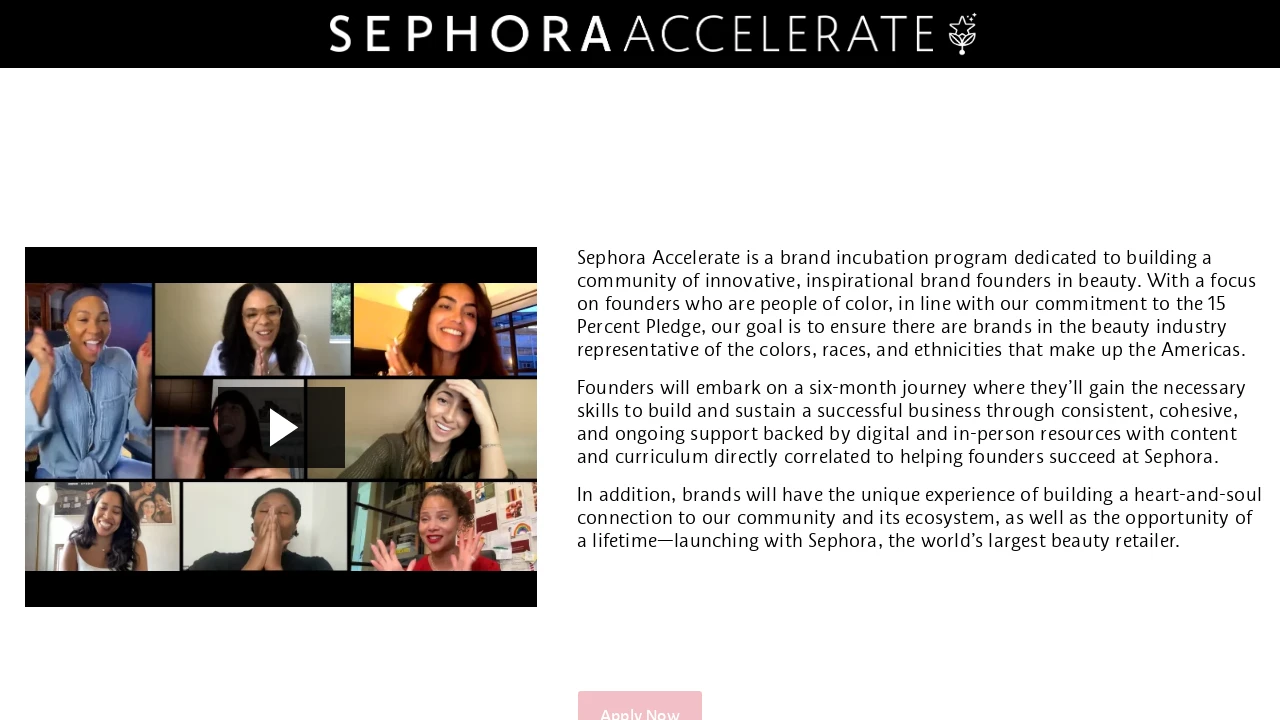 SEPHORA ACCELERATE
Sephora Accelerate is a brand incubation program dedicated to building a
community of innovative, inspirational brand founders in beauty. With a focus
on founders who are people of color, in line with our commitment to the 15
Percent Pledge, our goal is to ensure there are brands in the beauty industry
representative of the colors, races, and ethnicities that make up the Americas.
Founders will embark on a six-month journey where they’ll gain the necessary
skills to build and sustain a successful business through consistent, cohesive,
and ongoing support backed by digital and in-person resources with content
and curriculum directly correlated to helping founders succeed at Sephora.
In addition, brands will have the unique experience of building a heart-and-soul
connection to our community and its ecosystem, as well as the opportunity of
a lifetime—launching with Sephora, the world’s largest beauty retailer.
Apply Now